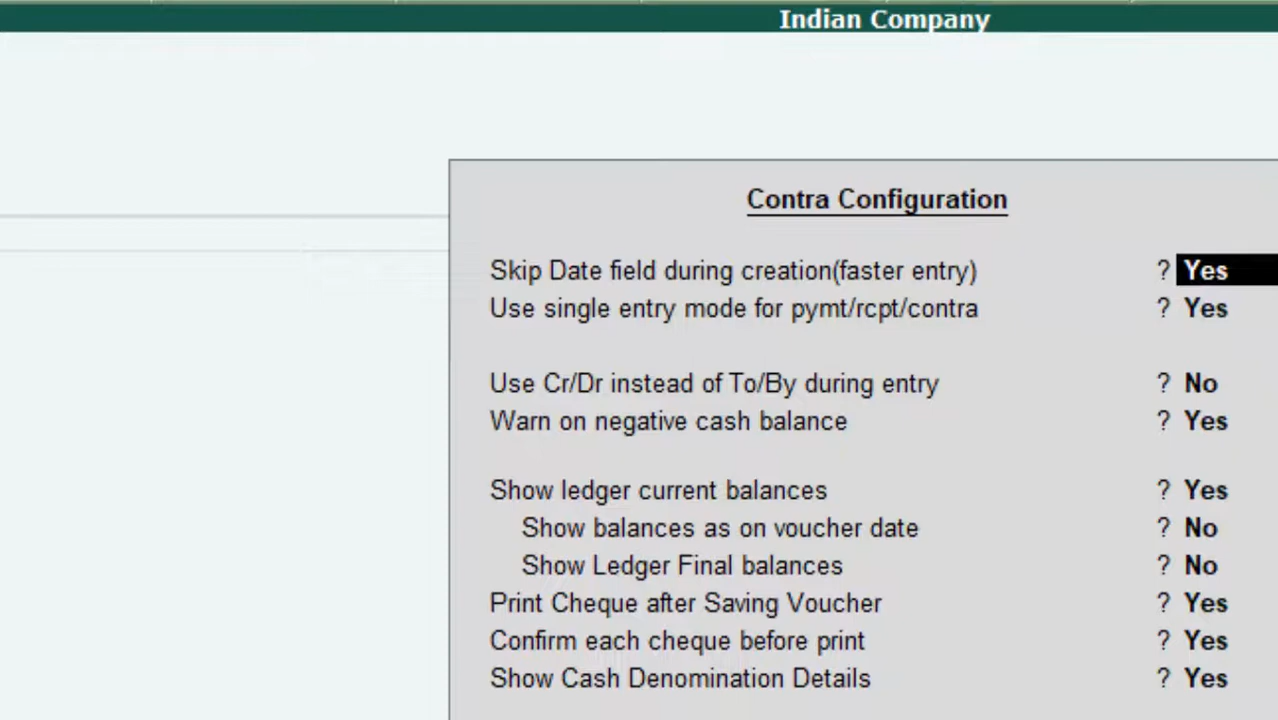 Indian Company
Contra Configuration
Skip Date field during creation(faster entry) ? Yes
Use single entry mode for pymt/rcpt/contra ? Yes
Use Cr/Dr instead of To/By during entry ? No
Warn on negative cash balance ? Yes
Show ledger current balances ? Yes
Show balances as on voucher date ? No
Show Ledger Final balances ? No
Print Cheque after Saving Voucher ? Yes
Confirm each cheque before print ? Yes
Show Cash Denomination Details ? Yes